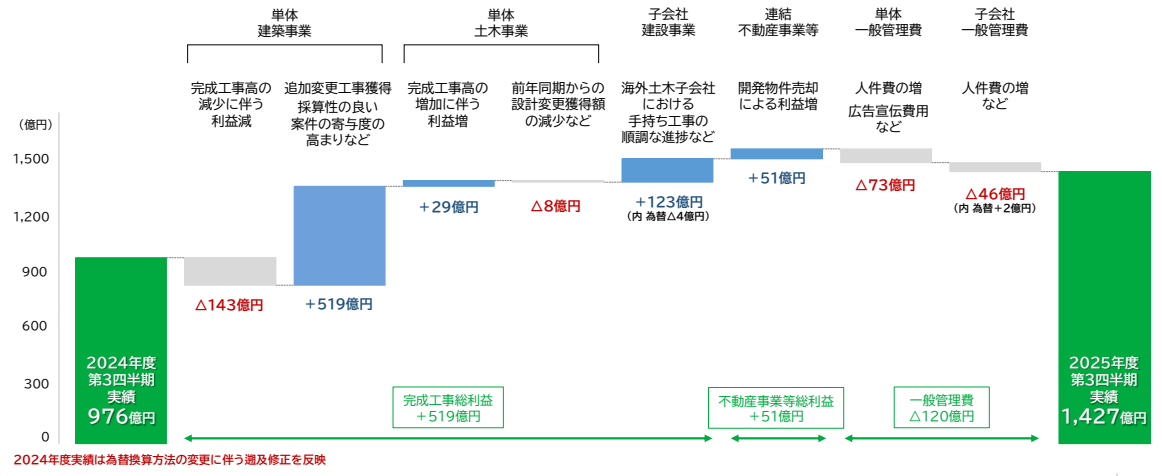 単体
建築事業
単体
土木事業
子会社
建設事業
連結
不動産事業等
単体
一般管理費
子会社
一般管理費
完成工事高の
減少に伴う
利益減
追加変更工事獲得
採算性の良い
案件の寄与度の
高まりなど
完成工事高の
増加に伴う
利益増
前年同期からの
設計変更獲得額
の減少など
海外土木子会社
における
手持ち工事の
順調な進捗など
開発物件売却
による利益増
人件費の増
広告宣伝費用
など
人件費の増
など
（億円）
1,500
1,200
900
600
300
0
△143億円
＋519億円
＋29億円
△8億円
＋123億円
（内 為替△4億円）
＋51億円
△73億円
△46億円
（内 為替＋2億円）
2024年度
第3四半期
実績
976億円
2025年度
第3四半期
実績
1,427億円
完成工事総利益
＋519億円
不動産事業等総利益
＋51億円
一般管理費
△120億円
2024年度実績は為替換算方法の変更に伴う遡及修正を反映